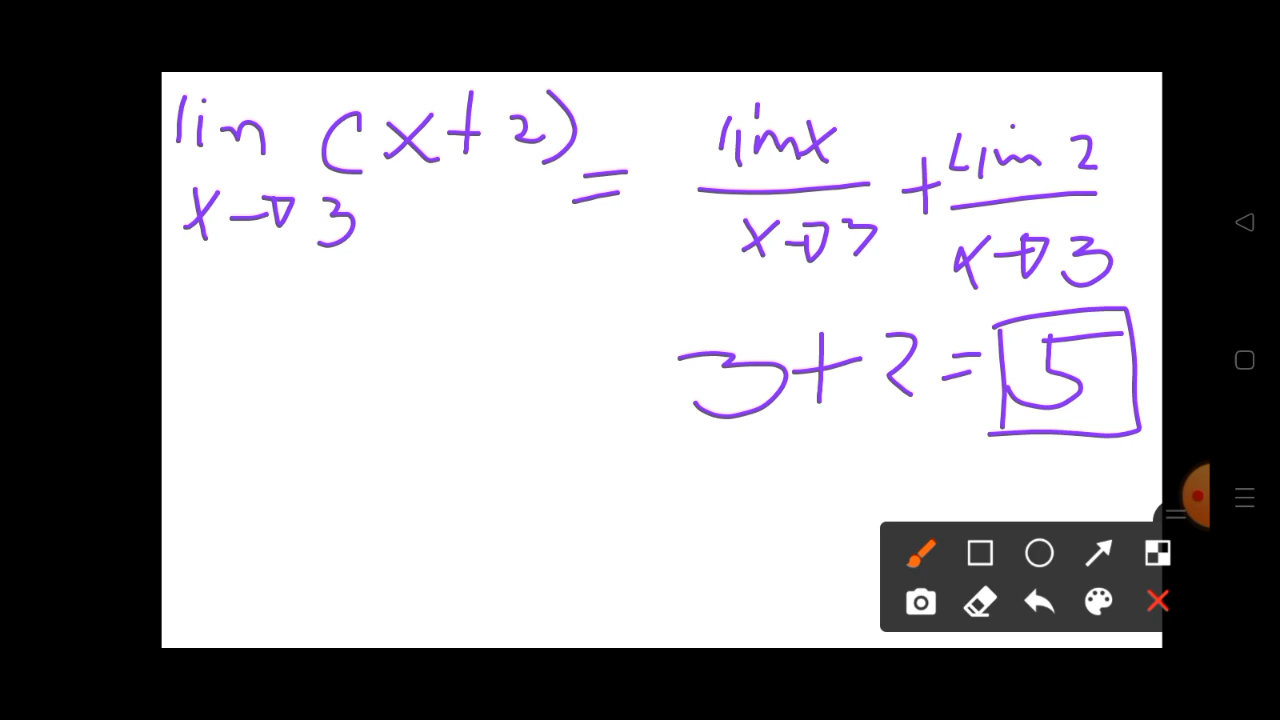 lim (x+2) = lim x + Lim 2
x→3 x→3 x→3
3+2=5